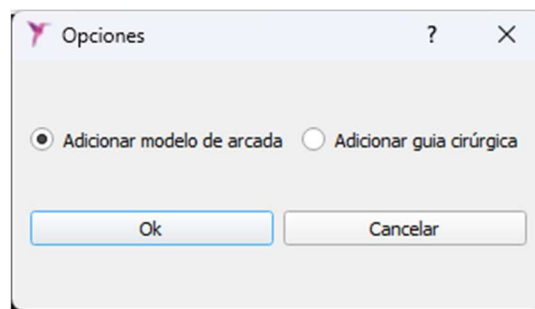 Opciones ?
Adicionar modelo de arcada Adicionar guia cirúrgica
Ok Cancelar